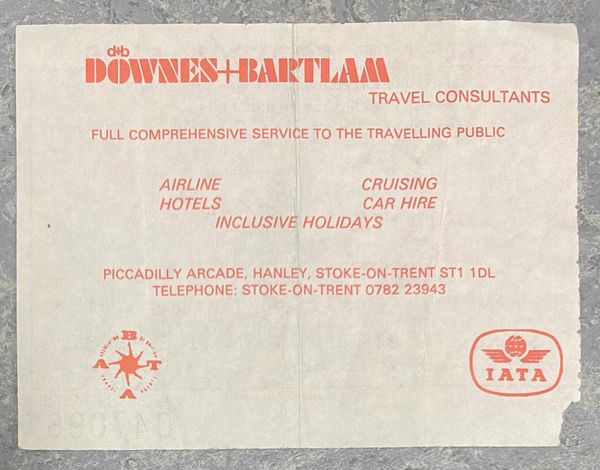 d+b
DOWNES+BARTLAM
TRAVEL CONSULTANTS
FULL COMPREHENSIVE SERVICE TO THE TRAVELLING PUBLIC
AIRLINE CRUISING
HOTELS CAR HIRE
INCLUSIVE HOLIDAYS
PICCADILLY ARCADE, HANLEY, STOKE-ON-TRENT ST1 1DL
TELEPHONE: STOKE-ON-TRENT 0782 23943
ABTA
IATA